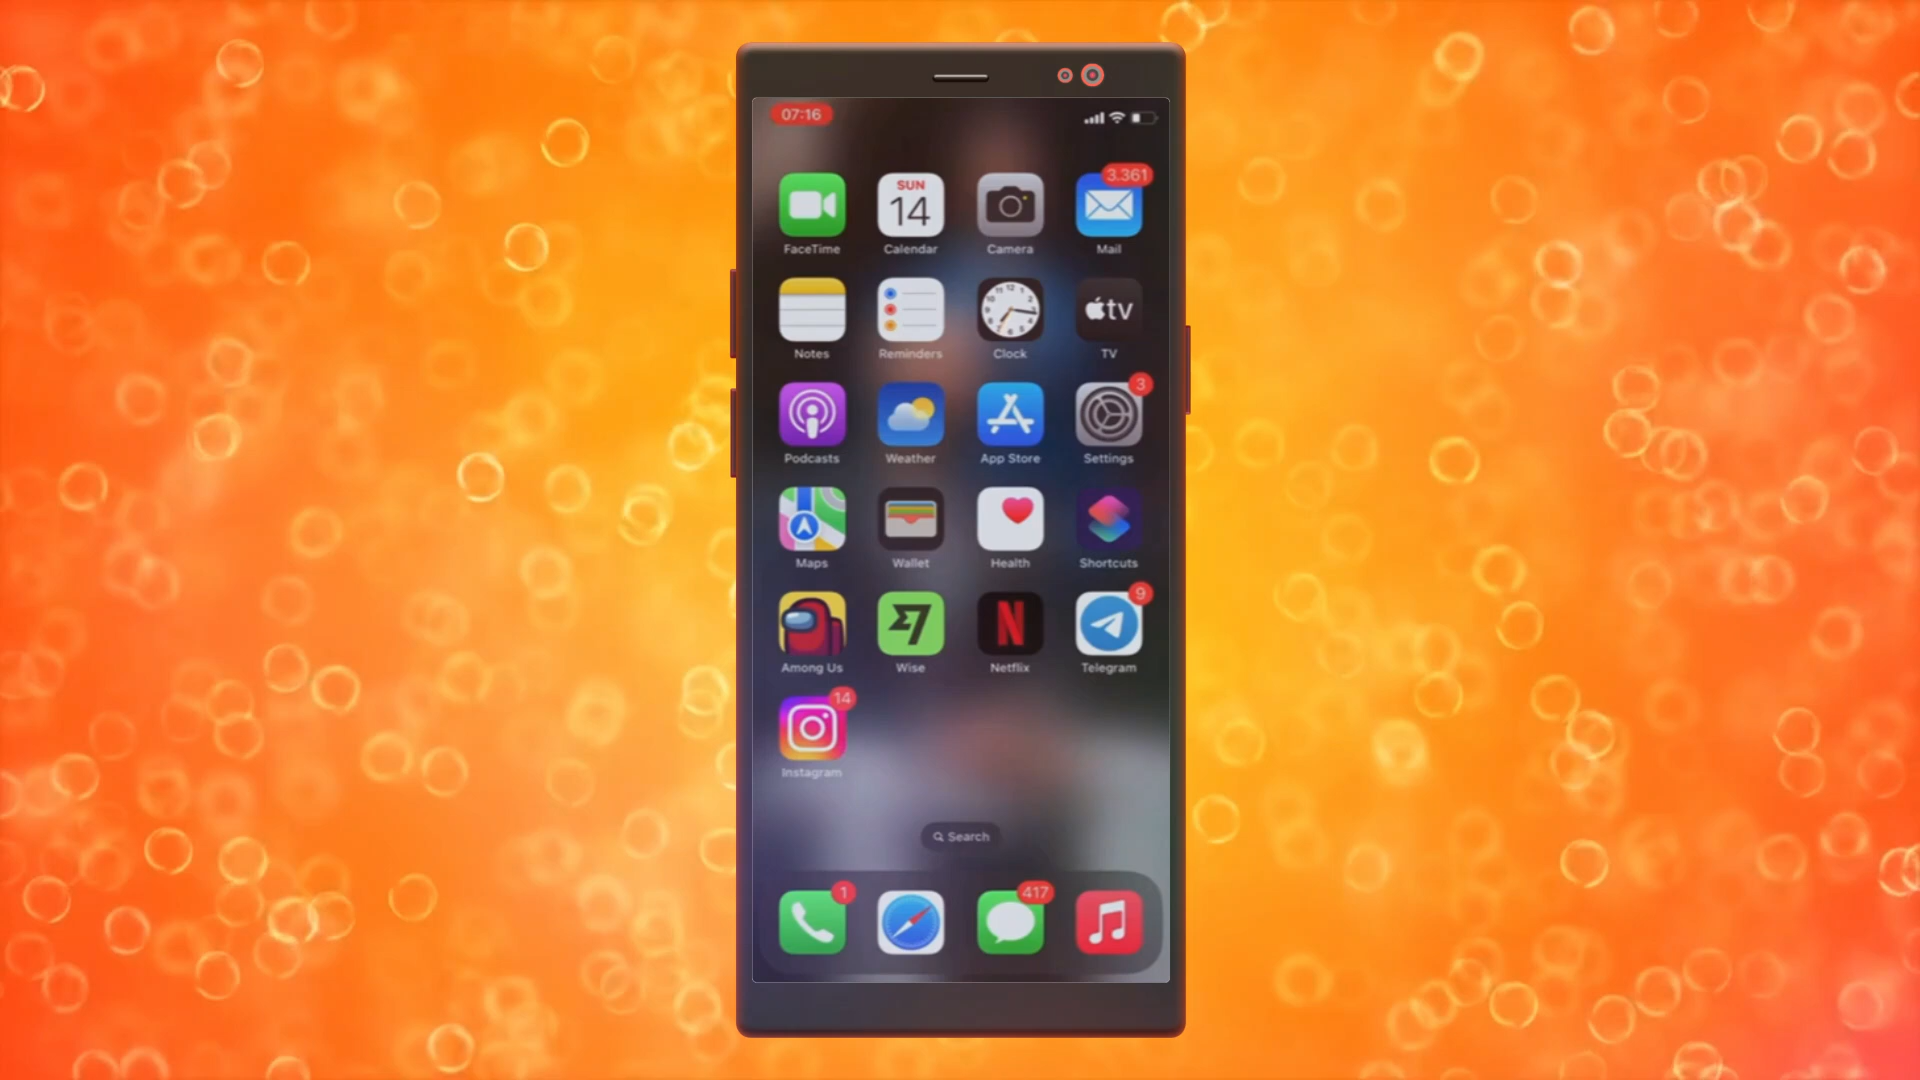 07:16
3.361
SUN
14
FaceTime Calendar Camera Mail
12
tv
Notes Reminders Clock TV
3
Podcasts Weather App Store Settings
Maps Wallet Health Shortcuts
9
N
Among Us Wise Netflix Telegram
14
Instagram
Search
1 417